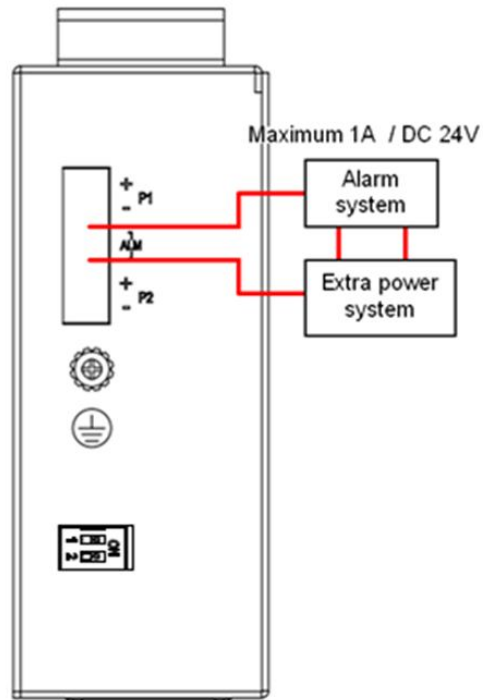 Maximum 1A / DC 24V
Alarm
system
Extra power
system
+
- P1
ALM
+
- P2
ON
1
2